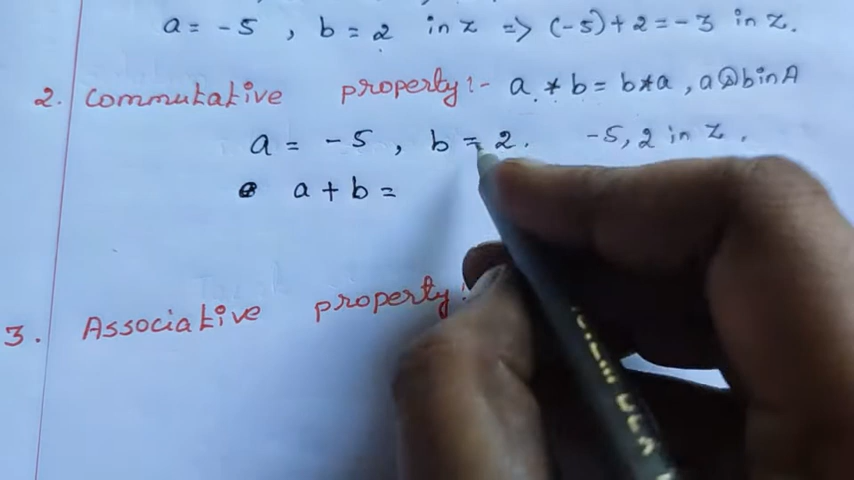 a = -5 , b = 2 in z => (-5)+2 = -3 in z.
2. Commutative property:- a * b = b*a , a & b in A
a = -5 , b = 2. -5, 2 in z.
a + b =
3. Associative property: